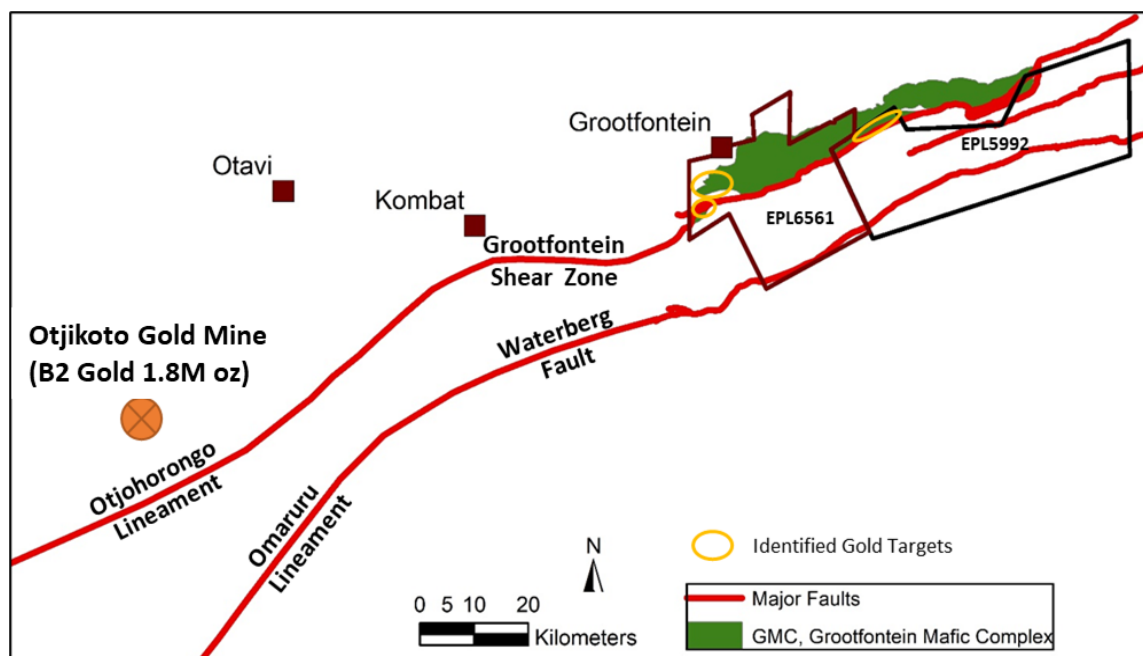 Grootfontein
EPL5992
Otavi
Kombat
EPL6561
Grootfontein
Shear Zone
Otjikoto Gold Mine
(B2 Gold 1.8M oz)
Waterberg
Fault
Otjohorongo
Lineament
Omaruru
Lineament
N
Identified Gold Targets
0 5 10 20
Kilometers
Major Faults
GMC, Grootfontein Mafic Complex